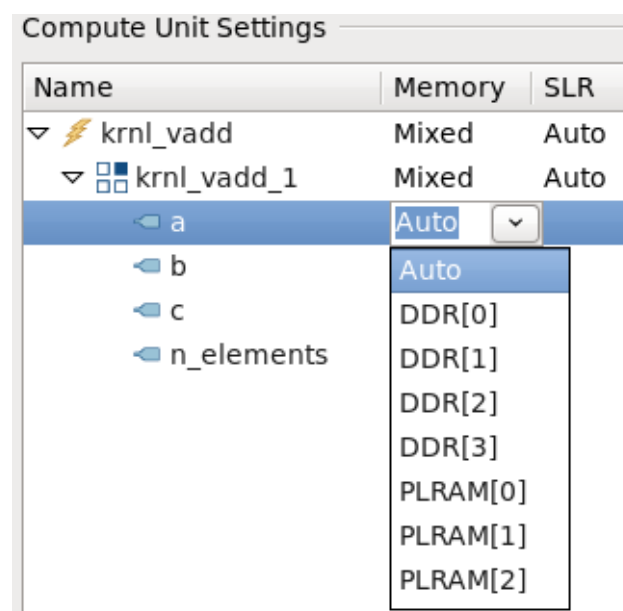 Compute Unit Settings
Name Memory SLR
krnl_vadd Mixed Auto
krnl_vadd_1 Mixed Auto
a Auto
b Auto
c DDR[0]
n_elements DDR[1]
DDR[2]
DDR[3]
PLRAM[0]
PLRAM[1]
PLRAM[2]